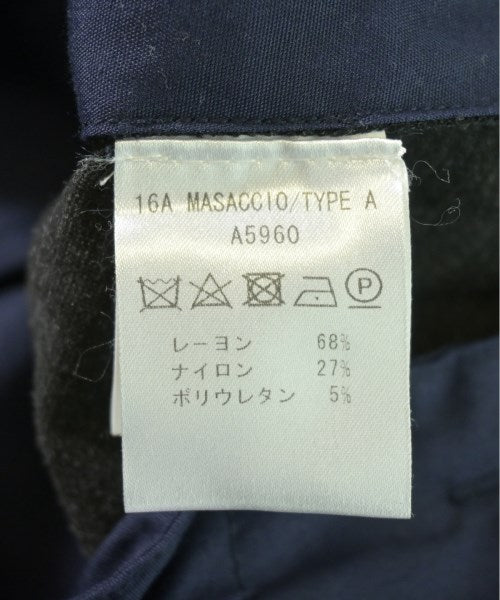 16A MASACCIO/TYPE A
A5960
P
レーヨン 68%
ナイロン 27%
ポリウレタン 5%